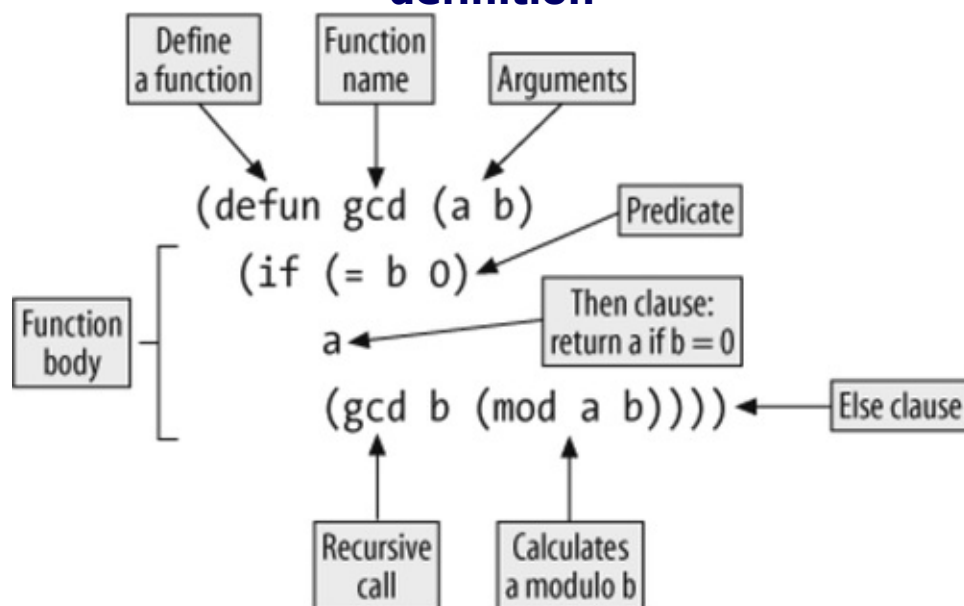 definition
Define
a function
Function
name
Arguments
(defun gcd (a b)
Predicate
(if (= b 0)
Function
body
Then clause:
return a if b = 0
a
(gcd b (mod a b))))
Else clause
Recursive
call
Calculates
a modulo b